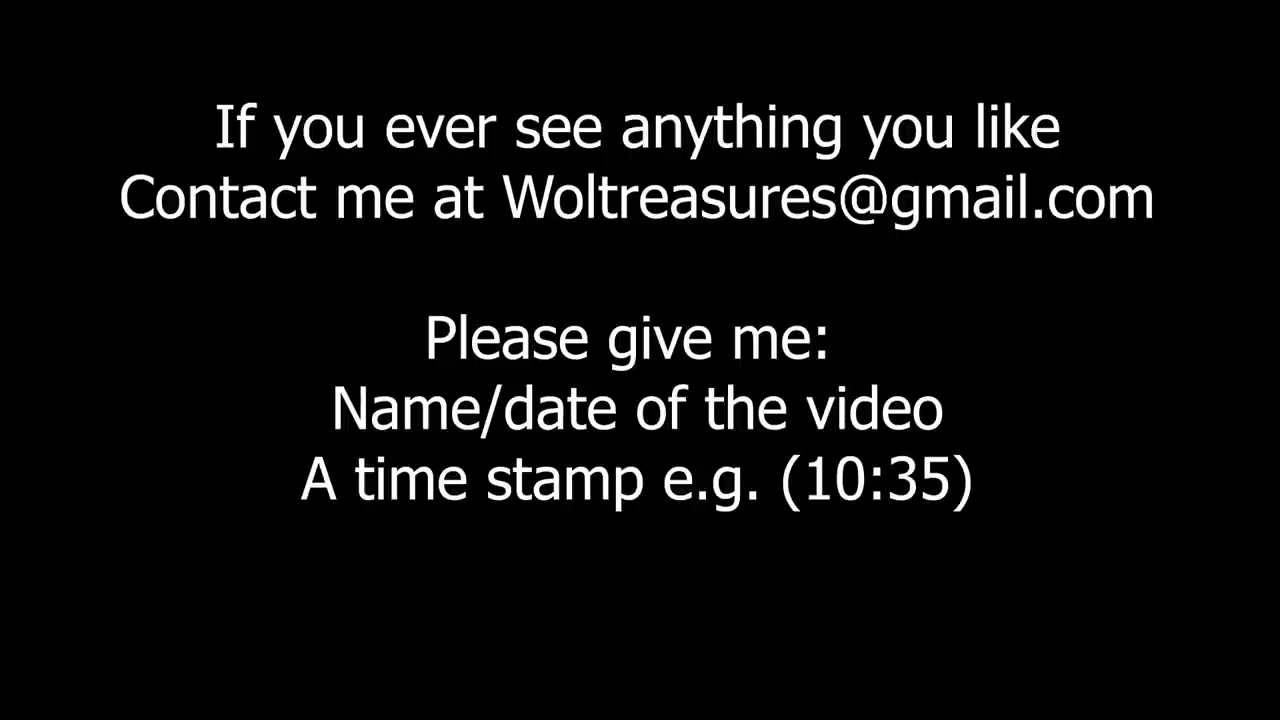 If you ever see anything you like
Contact me at Woltreasures@gmail.com
Please give me:
Name/date of the video
A time stamp e.g. (10:35)